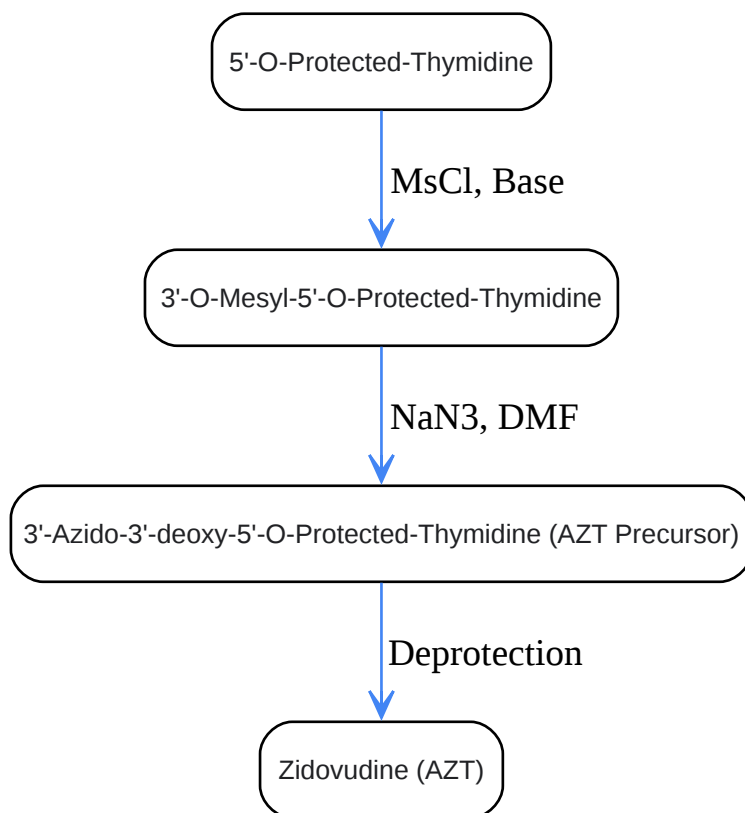 5'-O-Protected-Thymidine
MsCl, Base
3'-O-Mesyl-5'-O-Protected-Thymidine
NaN3, DMF
3'-Azido-3'-deoxy-5'-O-Protected-Thymidine (AZT Precursor)
Deprotection
Zidovudine (AZT)